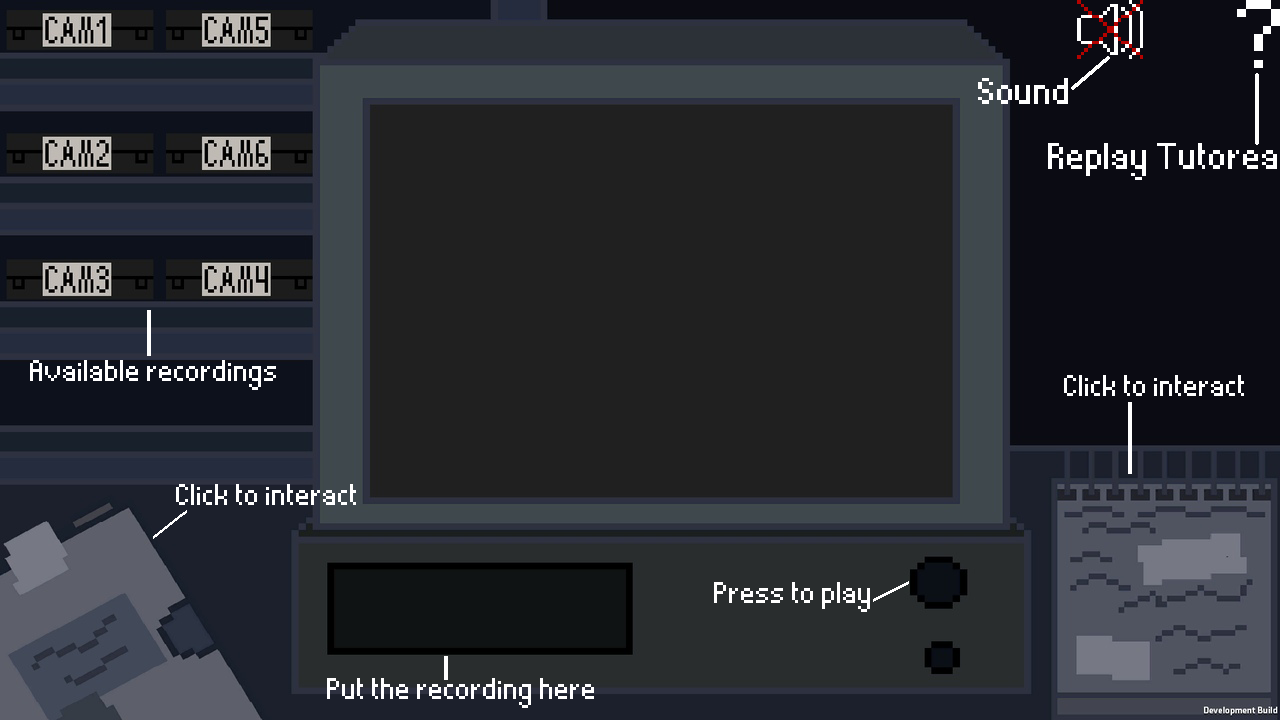 CAM1
CAM5
Sound
CAM2
CAM6
Replay Tutorea
CAM3
CAM4
Available recordings
Click to interact
Click to interact
Press to play
Put the recording here
Development Build